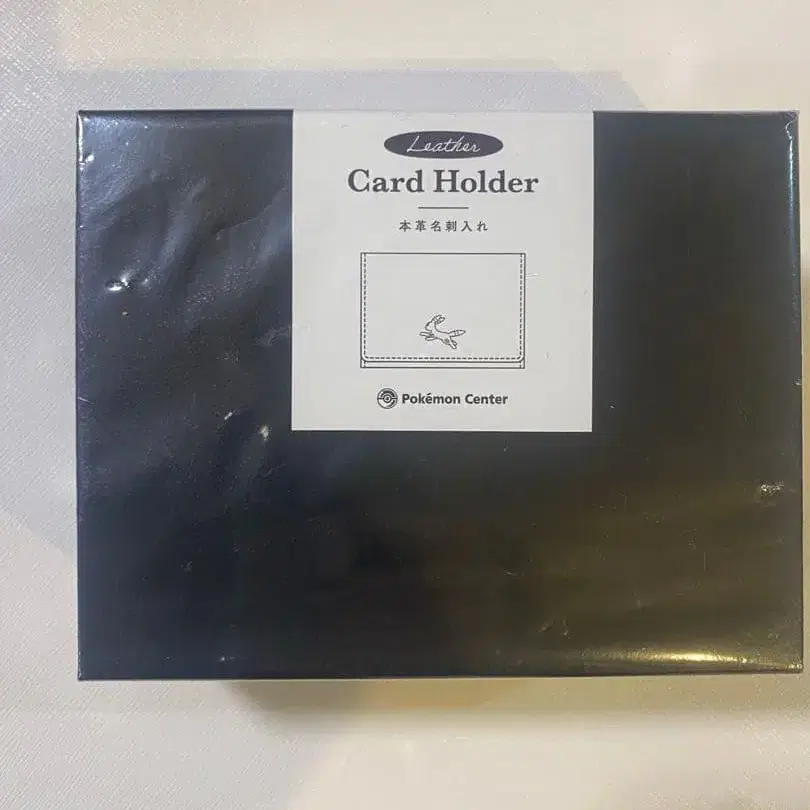 Leather
Card Holder
本革名刺入れ
Pokémon Center